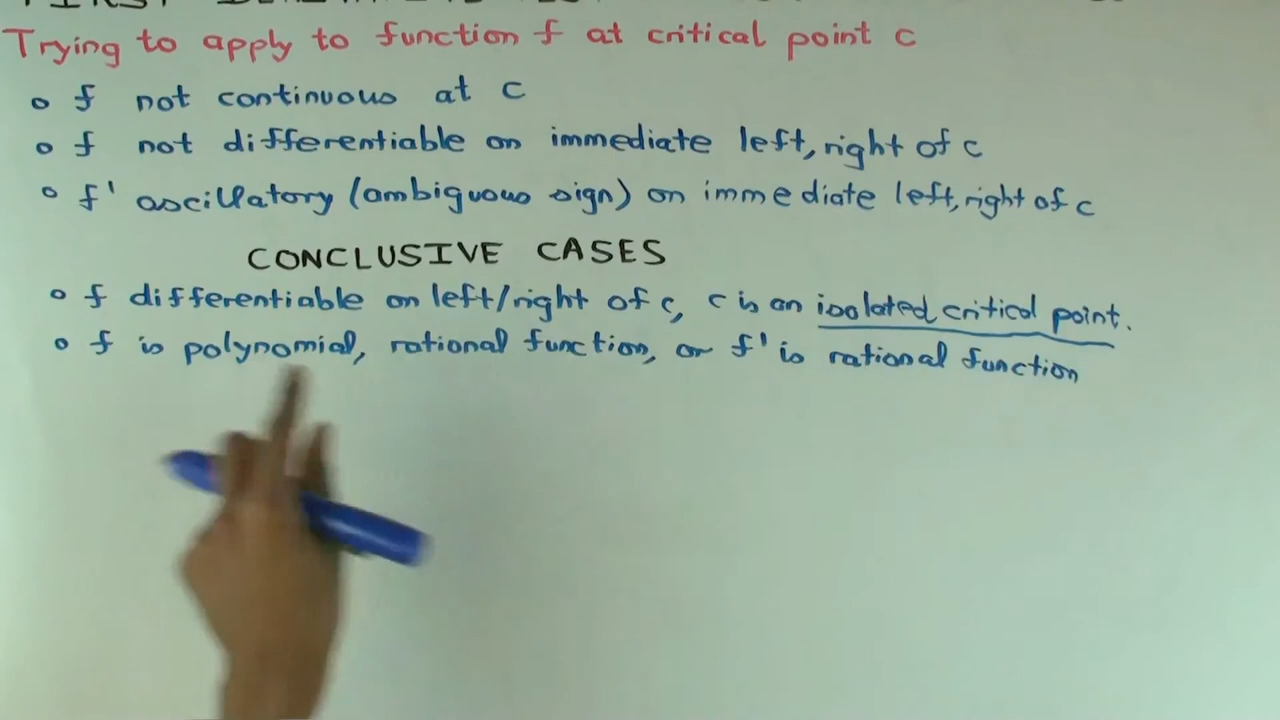 Trying to apply to function f at critical point c
o f not continuous at c
o f not differentiable on immediate left, right of c
o f' oscillatory (ambiguous sign) on immediate left, right of c
CONCLUSIVE CASES
o f differentiable on left/right of c, c is an isolated critical point.
o f is polynomial, rational function, or f' is rational function